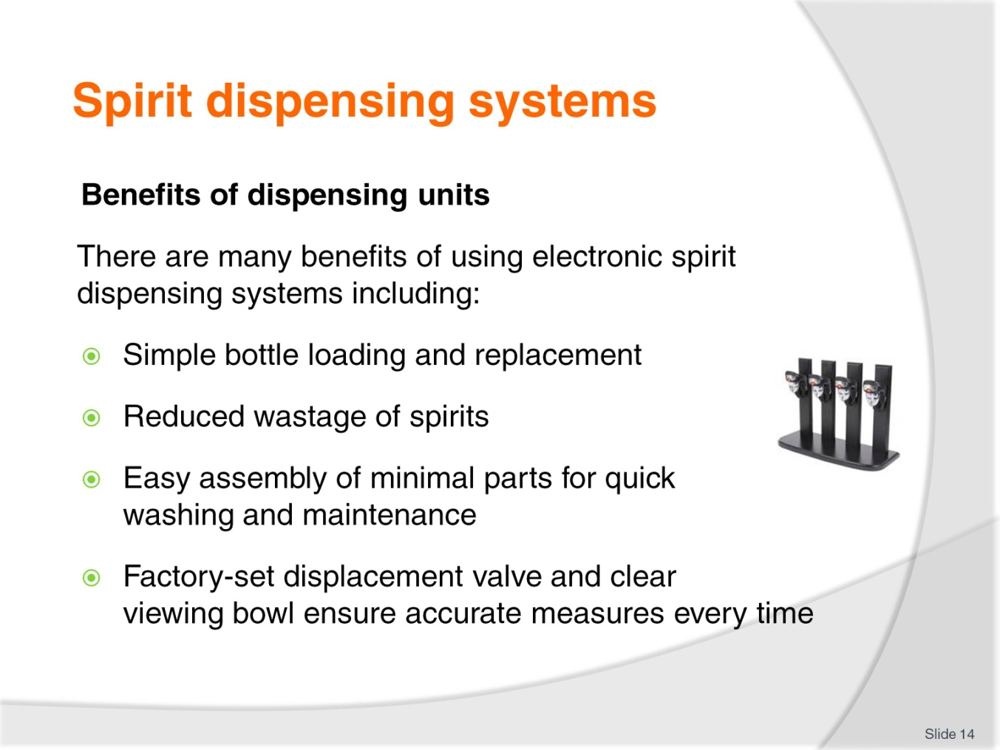 Spirit dispensing systems
Benefits of dispensing units
There are many benefits of using electronic spirit
dispensing systems including:
Simple bottle loading and replacement
Reduced wastage of spirits
Easy assembly of minimal parts for quick
washing and maintenance
Factory-set displacement valve and clear
viewing bowl ensure accurate measures every time
Slide 14